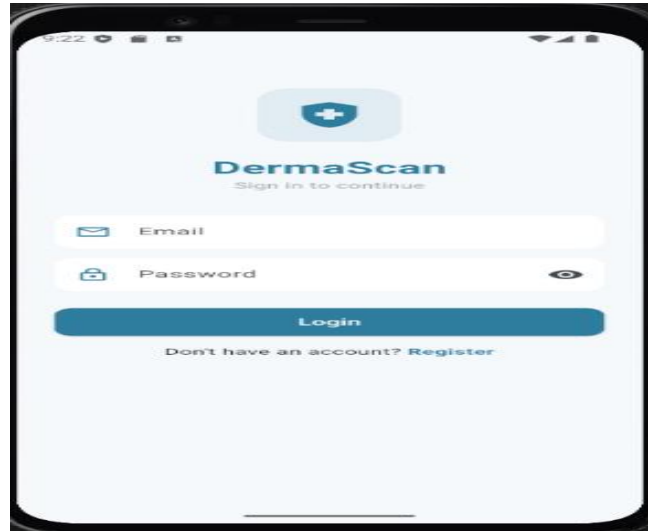 9:22
DermaScan
Sign in to continue
Email
Password
Login
Don't have an account? Register